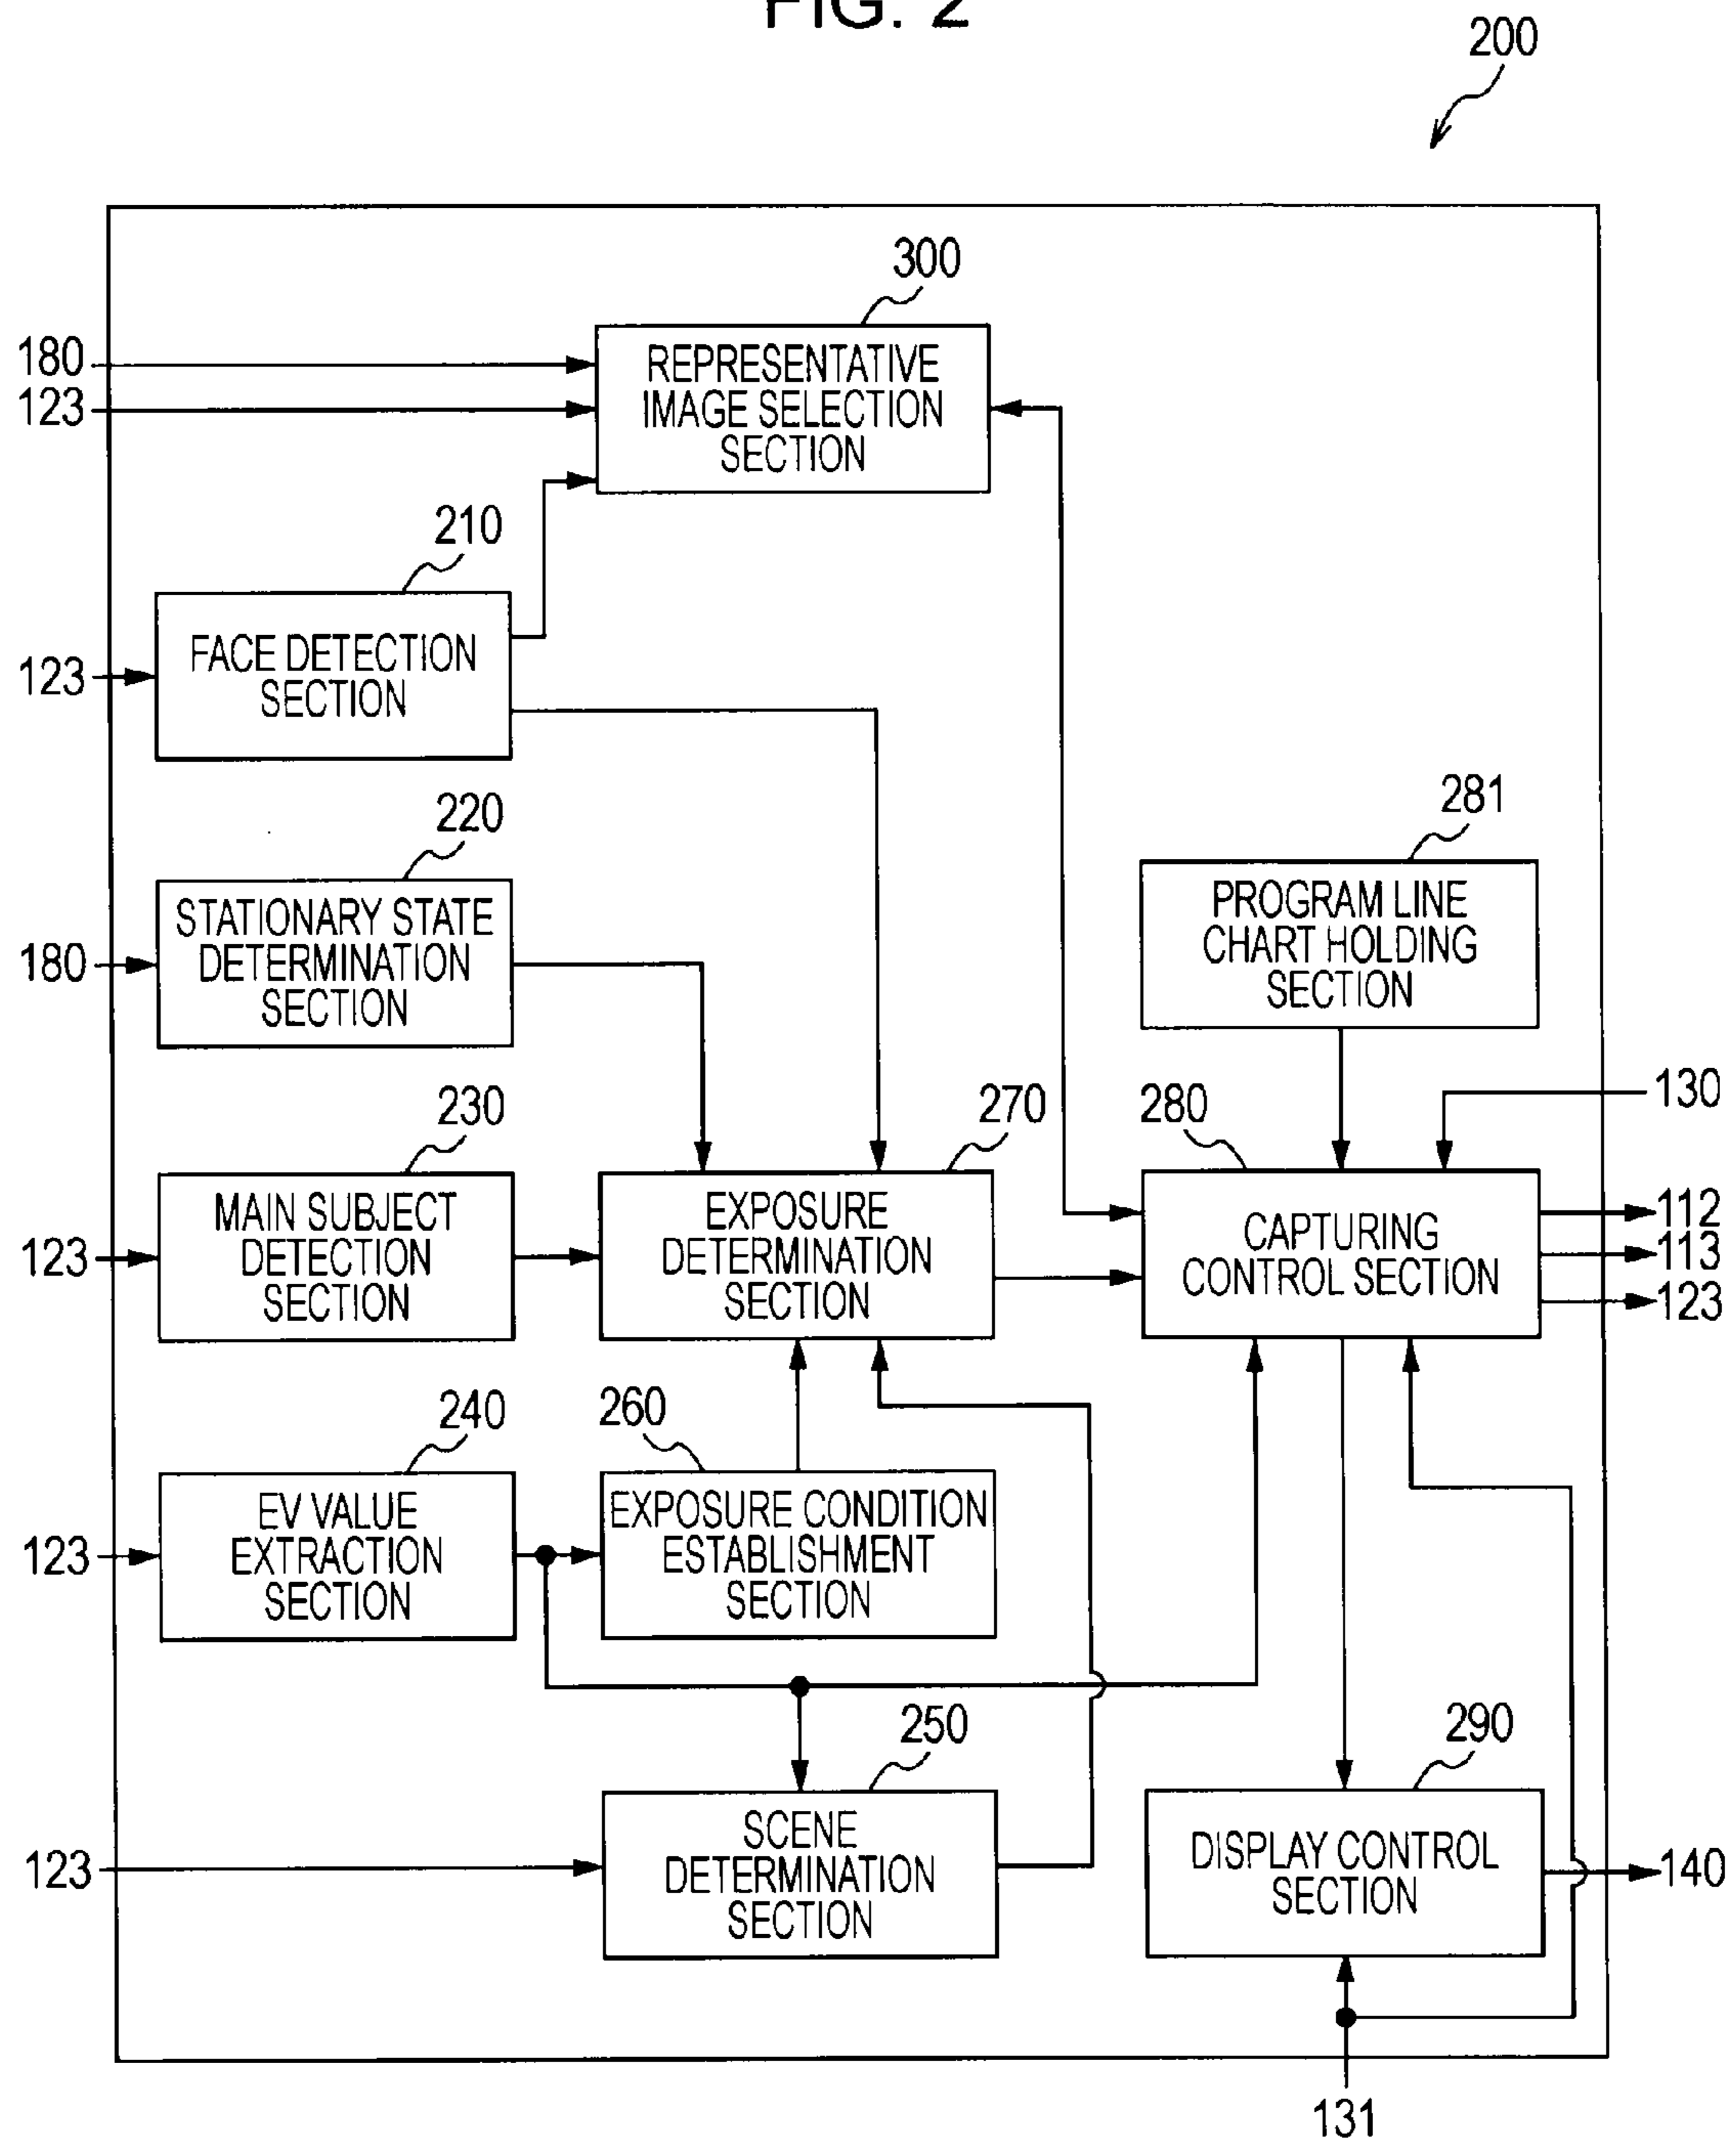 FIG. 2
200
300
180
123
REPRESENTATIVE
IMAGE SELECTION
SECTION
210
123
FACE DETECTION
SECTION
220
180
STATIONARY STATE
DETERMINATION
SECTION
281
PROGRAM LINE
CHART HOLDING
SECTION
130
230
123
MAIN SUBJECT
DETECTION
SECTION
270
EXPOSURE
DETERMINATION
SECTION
280
CAPTURING
CONTROL SECTION
112
113
123
240
123
EV VALUE
EXTRACTION
SECTION
260
EXPOSURE CONDITION
ESTABLISHMENT
SECTION
250
123
SCENE
DETERMINATION
SECTION
290
DISPLAY CONTROL
SECTION
140
131